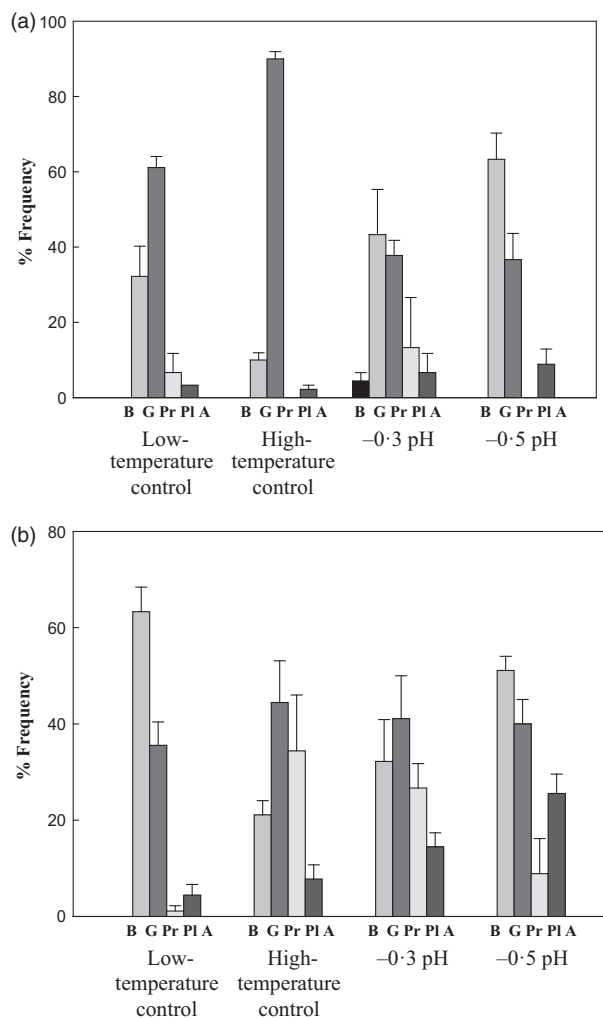 (a)
100
80
60
40
20
0
% Frequency
B G Pr Pl A B G Pr Pl A B G Pr Pl A B G Pr Pl A
Low-
temperature
control
High-
temperature
control
–0·3 pH
–0·5 pH
(b)
80
60
40
20
0
% Frequency
B G Pr Pl A B G Pr Pl A B G Pr Pl A B G Pr Pl A
Low-
temperature
control
High-
temperature
control
–0·3 pH
–0·5 pH